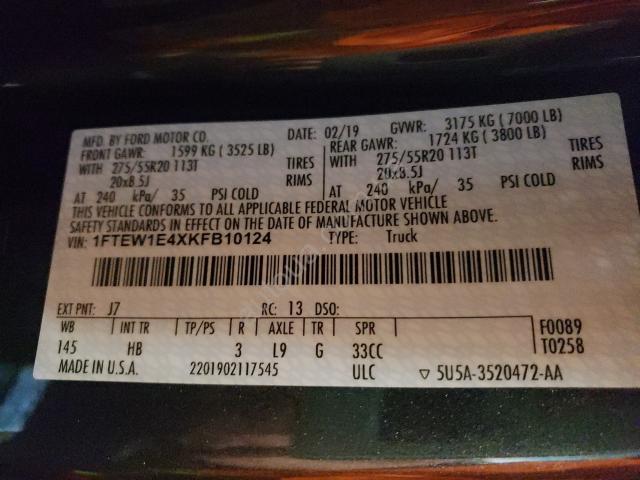 MFD. BY FORD MOTOR CO.
DATE: 02/19
GVWR: 3175 KG (7000 LB)
FRONT GAWR: 1599 KG (3525 LB)
WITH 275/55R20 113T TIRES
20x8.5J RIMS
AT 240 kPa/ 35 PSI COLD
REAR GAWR: 1724 KG (3800 LB)
WITH 275/55R20 113T TIRES
20x8.5J RIMS
AT 240 kPa/ 35 PSI COLD
THIS VEHICLE CONFORMS TO ALL APPLICABLE FEDERAL MOTOR VEHICLE
SAFETY STANDARDS IN EFFECT ON THE DATE OF MANUFACTURE SHOWN ABOVE.
VIN: 1FTEW1E4XKFB10124 TYPE: Truck
EXT PNT: J7 RC: 13 DSO:
WB INT TR TP/PS R AXLE TR SPR F0089
145 HB 3 L9 G 33CC T0258
MADE IN U.S.A. 2201902117545 ULC ▽ 5U5A-3520472-AA